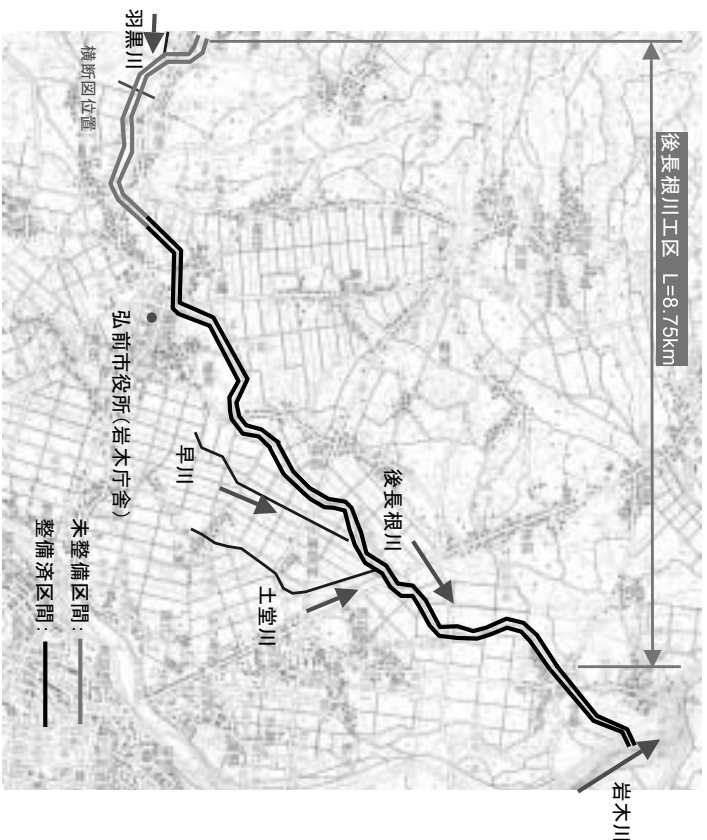 羽黒川
横断図位置
後長根川工区 L=8.75km
弘前市役所(岩木庁舎)
早川
後長根川
土堂川
未整備区間:
整備済区間:
岩木川